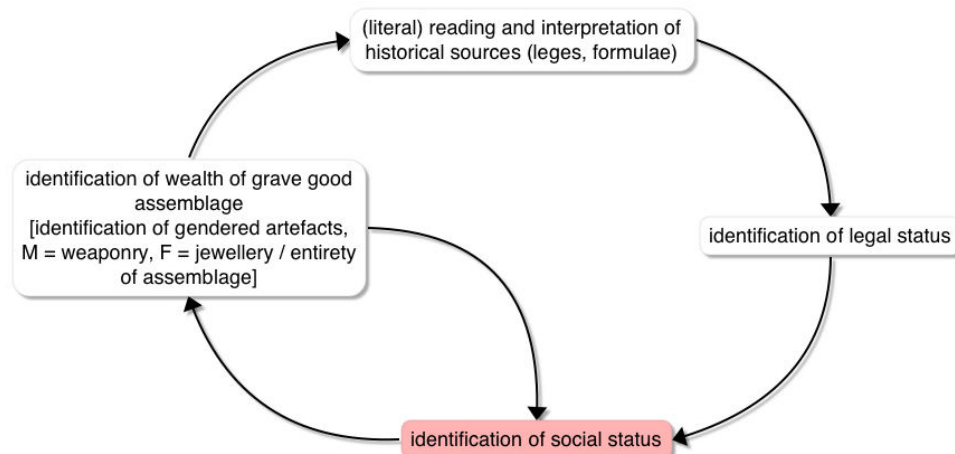 (literal) reading and interpretation of
historical sources (leges, formulae)
identification of wealth of grave good
assemblage
[identification of gendered artefacts,
M = weaponry, F = jewellery / entirety
of assemblage]
identification of legal status
identification of social status